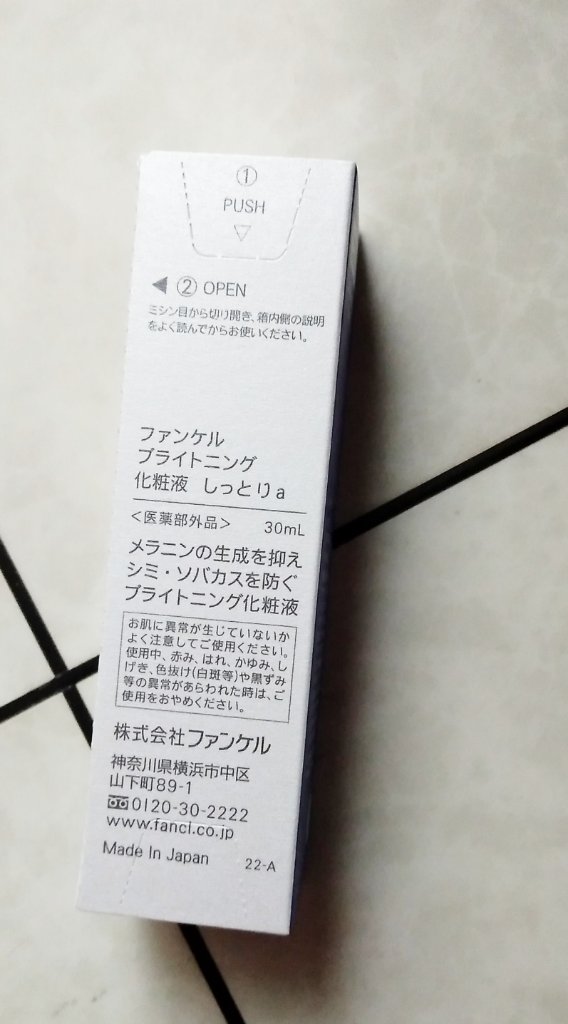 ①
PUSH
▽
◀ ② OPEN
ミシン目から切り開き、箱内側の説明
をよく読んでからお使いください。
ファンケル
ブライトニング
化粧液 しっとりa
<医薬部外品> 30mL
メラニンの生成を抑え
シミ・ソバカスを防ぐ
ブライトニング化粧液
お肌に異常が生じていないか
よく注意してご使用ください。
使用中、赤み、はれ、かゆみ、し
げき、色抜け(白斑等)や黒ずみ
等の異常があらわれた時は、ご
使用をおやめください。
株式会社ファンケル
神奈川県横浜市中区
山下町89-1
0120-30-2222
www.fancl.co.jp
Made In Japan 22-A